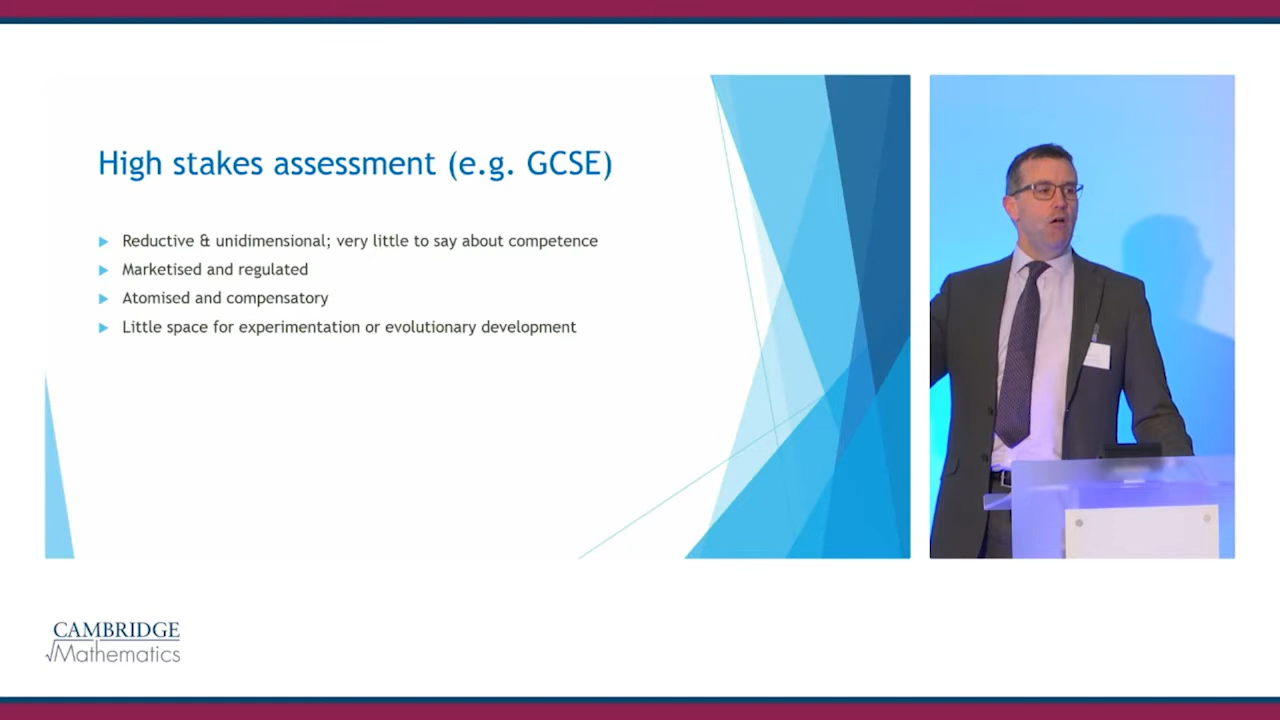 High stakes assessment (e.g. GCSE)
Reductive & unidimensional; very little to say about competence
Marketised and regulated
Atomised and compensatory
Little space for experimentation or evolutionary development
CAMBRIDGE
Mathematics